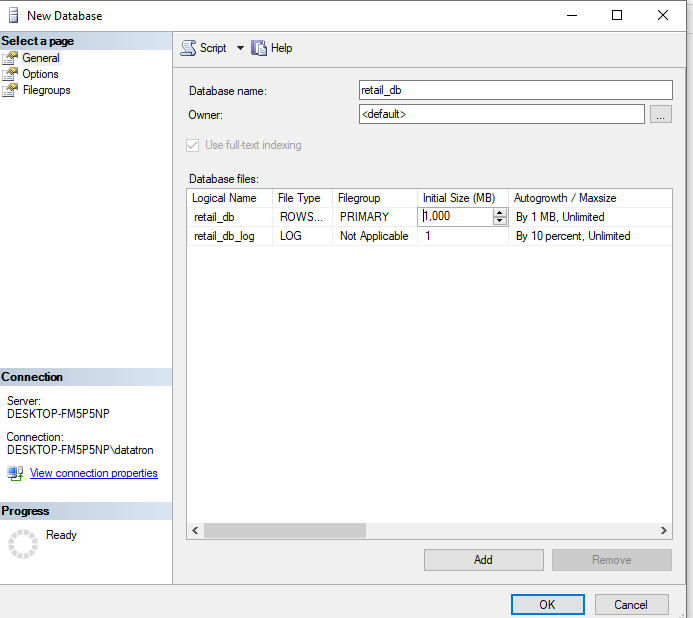 New Database
Select a page
General
Options
Filegroups
Script Help
Database name: retail_db
Owner: <default> ...
Use full-text indexing
Database files:
Logical Name File Type Filegroup Initial Size (MB) Autogrowth / Maxsize
retail_db ROWS... PRIMARY 1,000 By 1 MB, Unlimited
retail_db_log LOG Not Applicable 1 By 10 percent, Unlimited
Connection
Server:
DESKTOP-FM5P5NP
Connection:
DESKTOP-FM5P5NP\datatron
View connection properties
Progress
Ready
Add Remove
OK Cancel